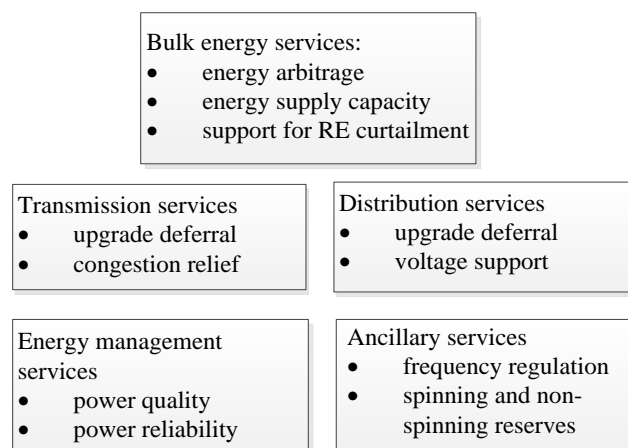 Bulk energy services:
• energy arbitrage
• energy supply capacity
• support for RE curtailment
Transmission services
• upgrade deferral
• congestion relief
Distribution services
• upgrade deferral
• voltage support
Energy management
services
• power quality
• power reliability
Ancillary services
• frequency regulation
• spinning and non-
spinning reserves